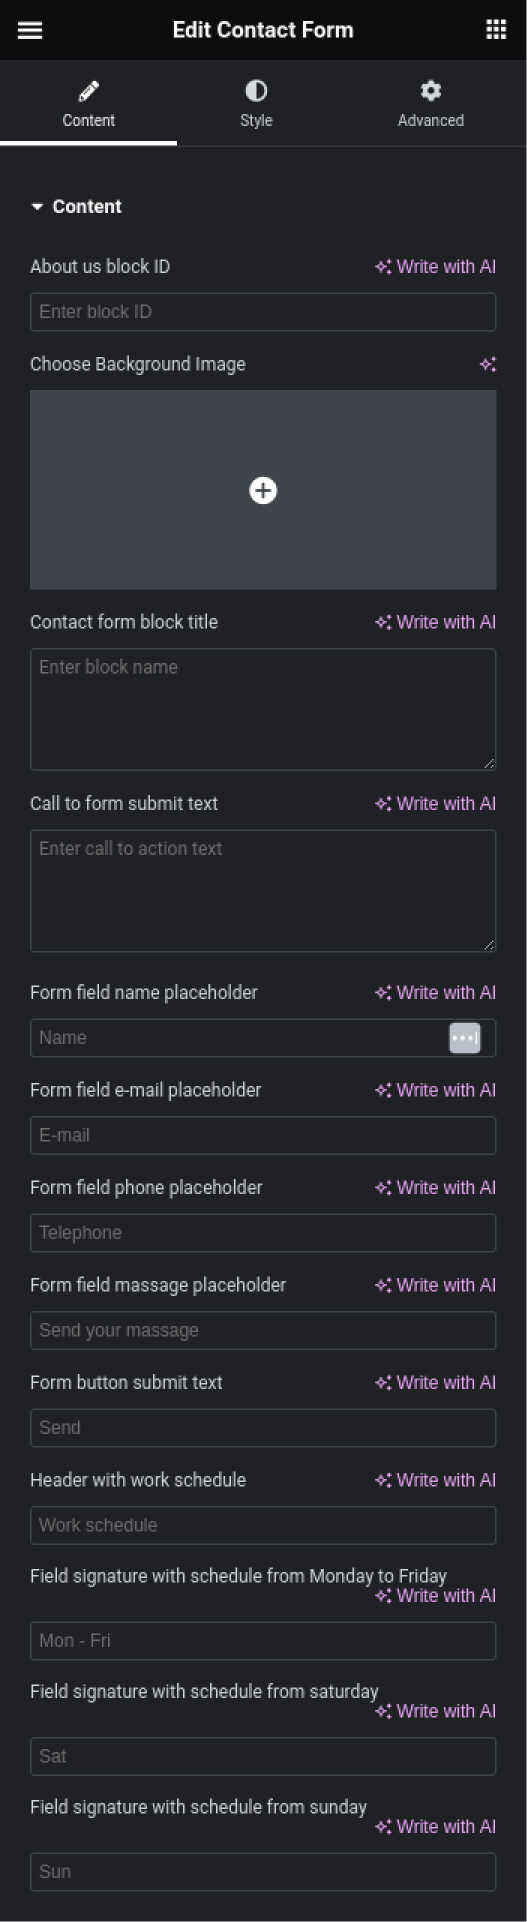 Edit Contact Form
Content
Style
Advanced
Content
About us block ID
Write with AI
Enter block ID
Choose Background Image
Contact form block title
Write with AI
Enter block name
Call to form submit text
Write with AI
Enter call to action text
Form field name placeholder
Write with AI
Name
Form field e-mail placeholder
Write with AI
E-mail
Form field phone placeholder
Write with AI
Telephone
Form field massage placeholder
Write with AI
Send your massage
Form button submit text
Write with AI
Send
Header with work schedule
Write with AI
Work schedule
Field signature with schedule from Monday to Friday
Write with AI
Mon - Fri
Field signature with schedule from saturday
Write with AI
Sat
Field signature with schedule from sunday
Write with AI
Sun